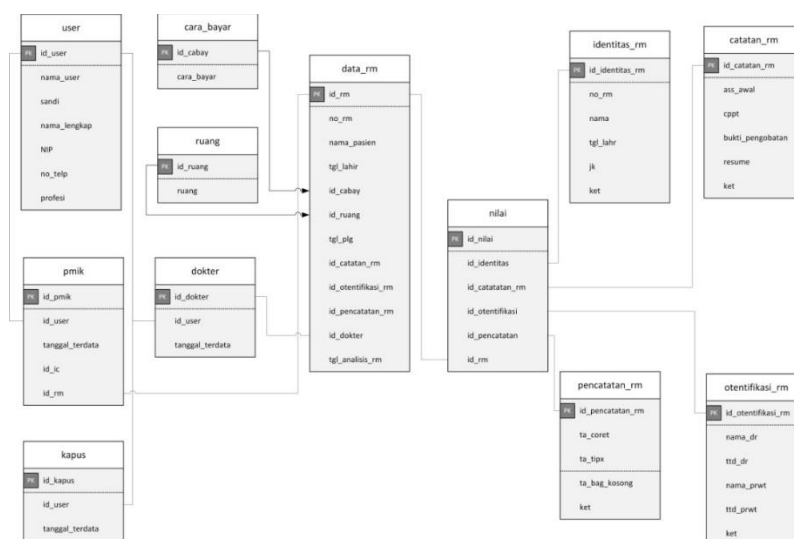 user
PK id_user
nama_user
sandi
nama_lengkap
NIP
no_telp
profesi
cara_bayar
PK id_cabay
cara_bayar
ruang
PK id_ruang
ruang
data_rm
PK id_rm
no_rm
nama_pasien
tgl_lahir
id_cabay
id_ruang
tgl_plg
id_catatan_rm
id_otentifikasi_rm
id_pencatatan_rm
id_dokter
tgl_analisis_rm
identitas_rm
PK id_identitas_rm
no_rm
nama
tgl_lahr
jk
ket
catatan_rm
PK id_catatan_rm
ass_awal
cppt
bukti_pengobatan
resume
ket
nilai
PK id_nilai
id_identitas
id_catatatan_rm
id_otentifikasi
id_pencatatan
id_rm
pmik
PK id_pmik
id_user
tanggal_terdata
id_ic
id_rm
dokter
PK id_dokter
id_user
tanggal_terdata
kapus
PK id_kapus
id_user
tanggal_terdata
pencatatan_rm
PK id_pencatatan_rm
ta_coret
ta_tipx
ta_bag_kosong
ket
otentifikasi_rm
PK id_otentifikasi_rm
nama_dr
ttd_dr
nama_prwt
ttd_prwt
ket